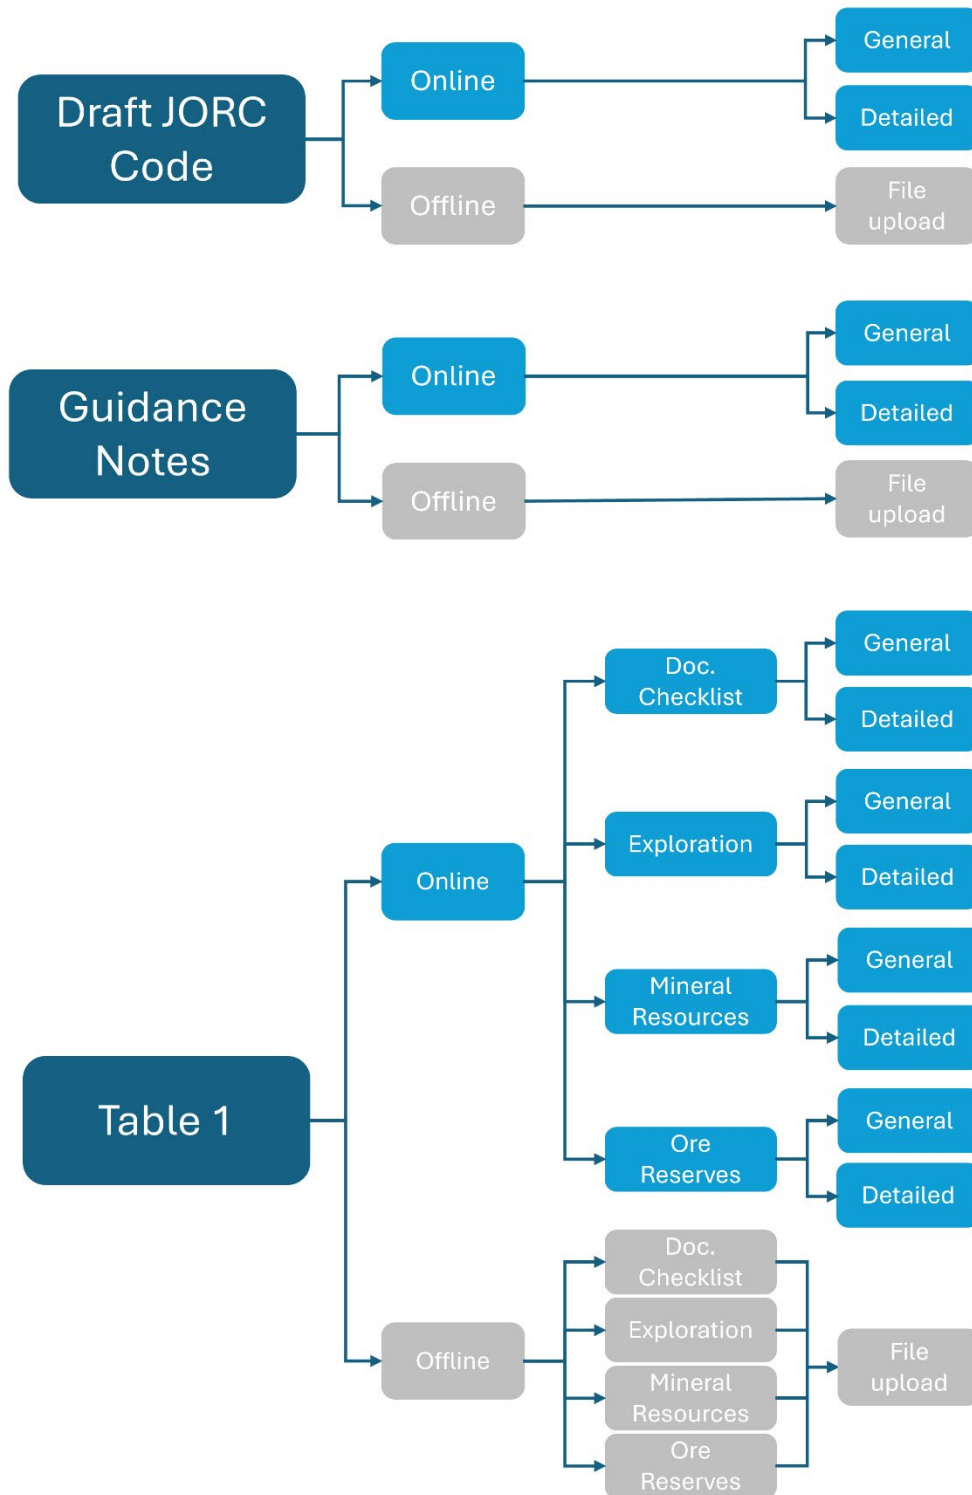 Draft JORC
Code
Online
General
Detailed
Offline
File
upload
Guidance
Notes
Online
General
Detailed
Offline
File
upload
Table 1
Online
Doc.
Checklist
General
Detailed
Exploration
General
Detailed
Mineral
Resources
General
Detailed
Ore
Reserves
General
Detailed
Offline
Doc.
Checklist
Exploration
Mineral
Resources
Ore
Reserves
File
upload